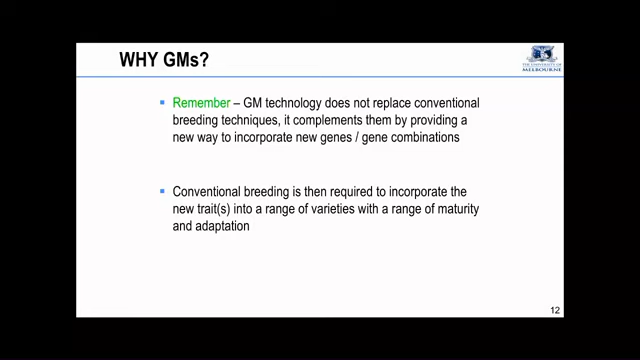 WHY GMs?
THE UNIVERSITY OF
MELBOURNE
Remember – GM technology does not replace conventional
breeding techniques, it complements them by providing a
new way to incorporate new genes / gene combinations
Conventional breeding is then required to incorporate the
new trait(s) into a range of varieties with a range of maturity
and adaptation
12